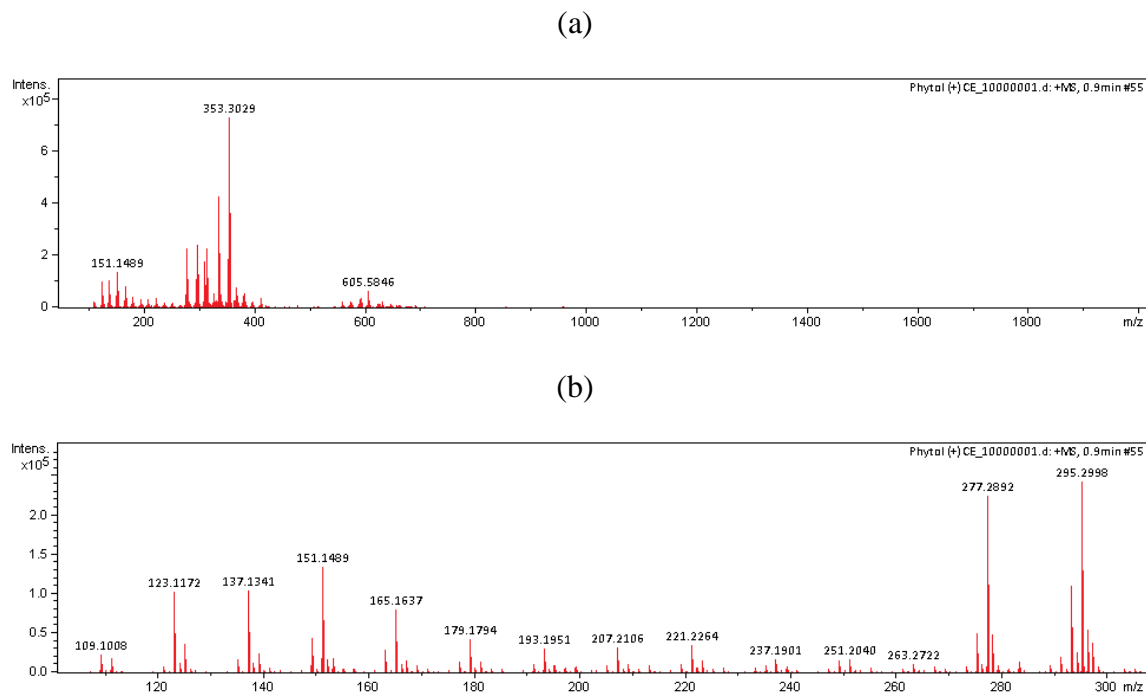 (a)
Intens.
x10⁵
Phytol (+) CE_10000001.d: +MS, 0.9min #55
353.3029
6
4
2
151.1489
605.5846
0
200 400 600 800 1000 1200 1400 1600 1800 m/z
(b)
Intens.
x10⁵
Phytol (+) CE_10000001.d: +MS, 0.9min #55
295.2998
277.2892
2.0
1.5
151.1489
123.1172 137.1341
1.0
165.1637
0.5
109.1008 179.1794 193.1951 207.2106 221.2264 237.1901 251.2040 263.2722
0.0
120 140 160 180 200 220 240 260 280 300 m/z